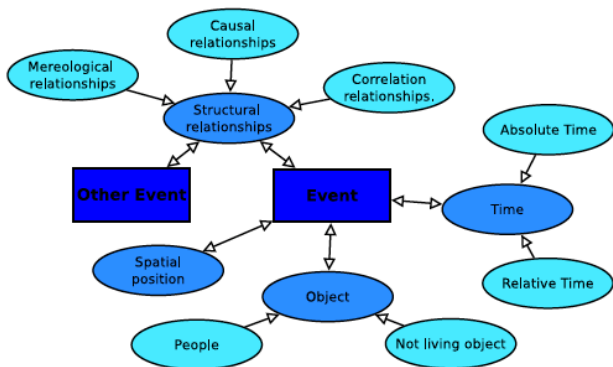 Causal
relationships
Mereological
relationships
Correlation
relationships.
Structural
relationships
Absolute Time
Other Event
Event
Time
Spatial
position
Relative Time
Object
People
Not living object